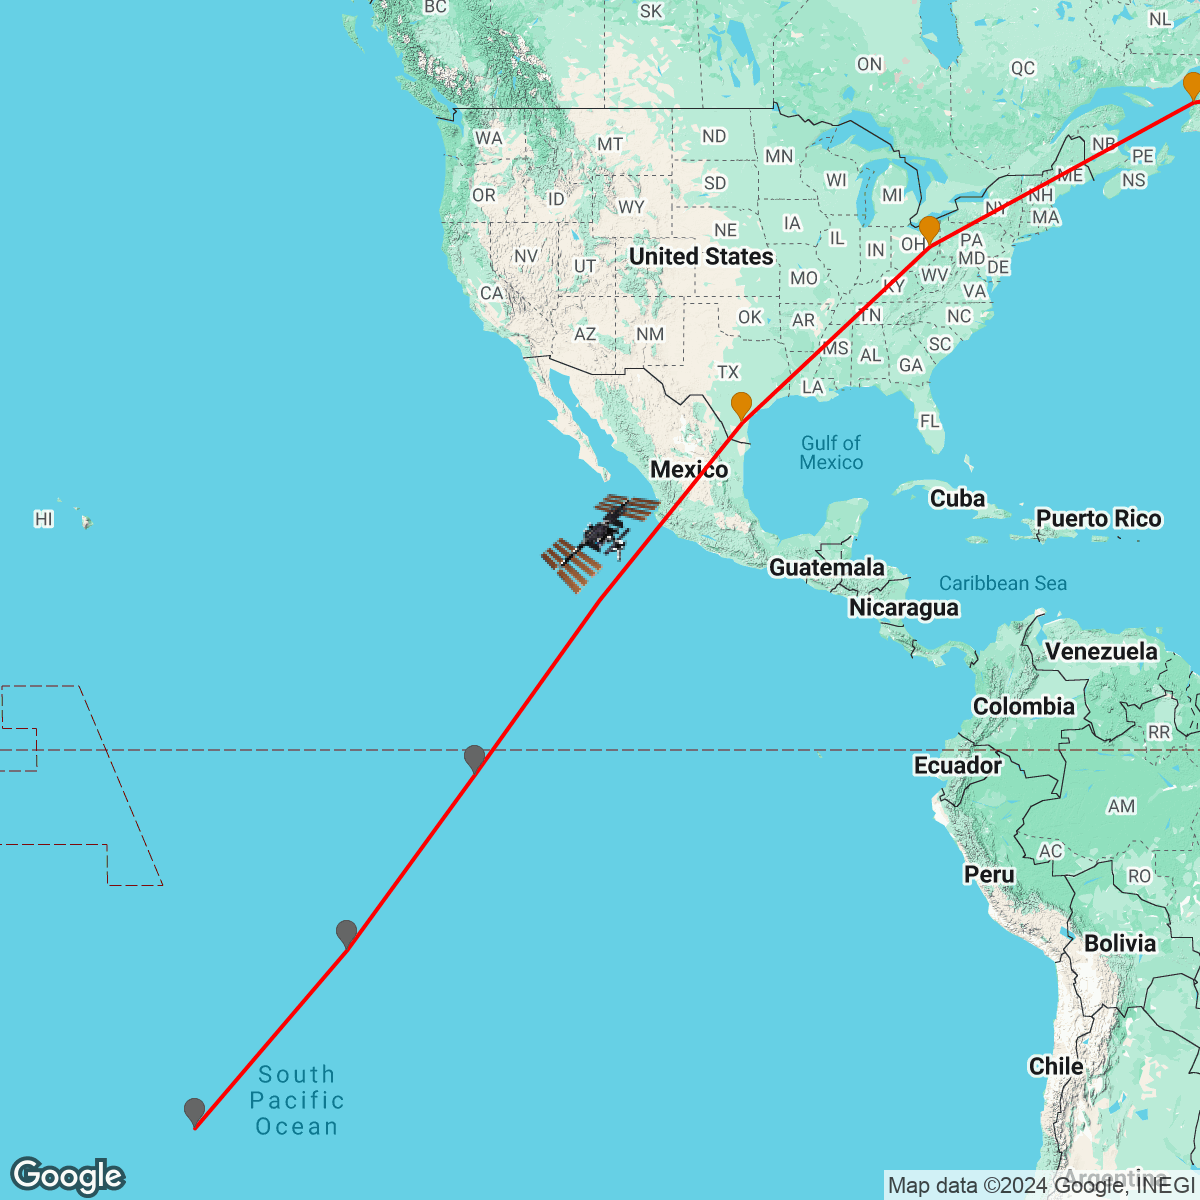 BC
SK
NL
ON
QC
WA
MT
ND
MN
NB
PE
OR
ID
SD
WI
MI
ME
NS
WY
NH
NY
MA
NE
IA
IL
IN
OH
PA
NV
UT
United States
MD
DE
WV
CA
MO
KY
VA
AZ
NM
OK
AR
TN
NC
MS
AL
SC
GA
TX
LA
FL
Gulf of
Mexico
Mexico
Cuba
HI
Puerto Rico
Guatemala
Caribbean Sea
Nicaragua
Venezuela
Colombia
RR
Ecuador
AM
AC
Peru
RO
Bolivia
Chile
South
Pacific
Ocean
Argentina
Google
Map data ©2024 Google, INEGI